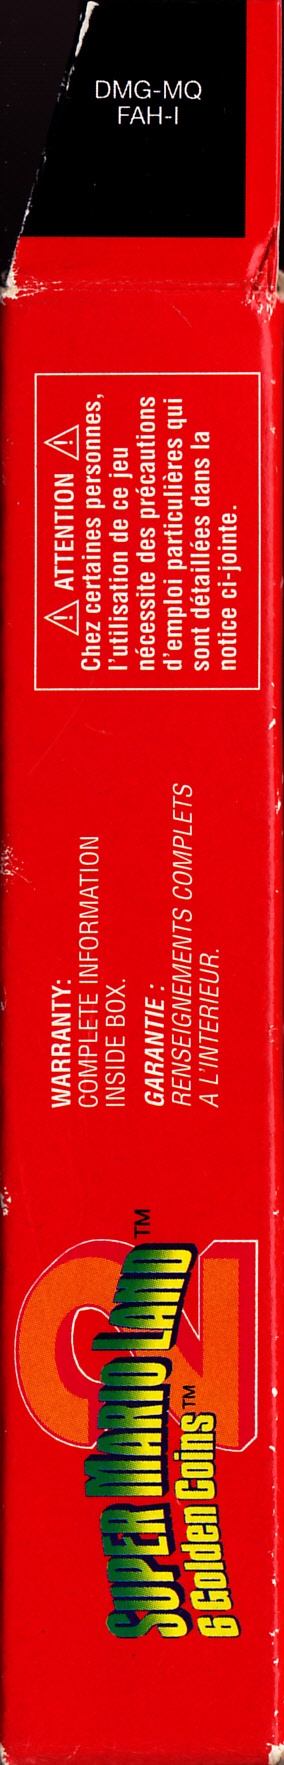 DMG-MQ
FAH-I
⚠ ATTENTION ⚠
Chez certaines personnes,
l'utilisation de ce jeu
nécessite des précautions
d'emploi particulières qui
sont détaillées dans la
notice ci-jointe.
WARRANTY:
COMPLETE INFORMATION
INSIDE BOX.
GARANTIE :
RENSEIGNEMENTS COMPLETS
A L'INTERIEUR.
2
SUPER MARIO LAND™
6 Golden Coins™